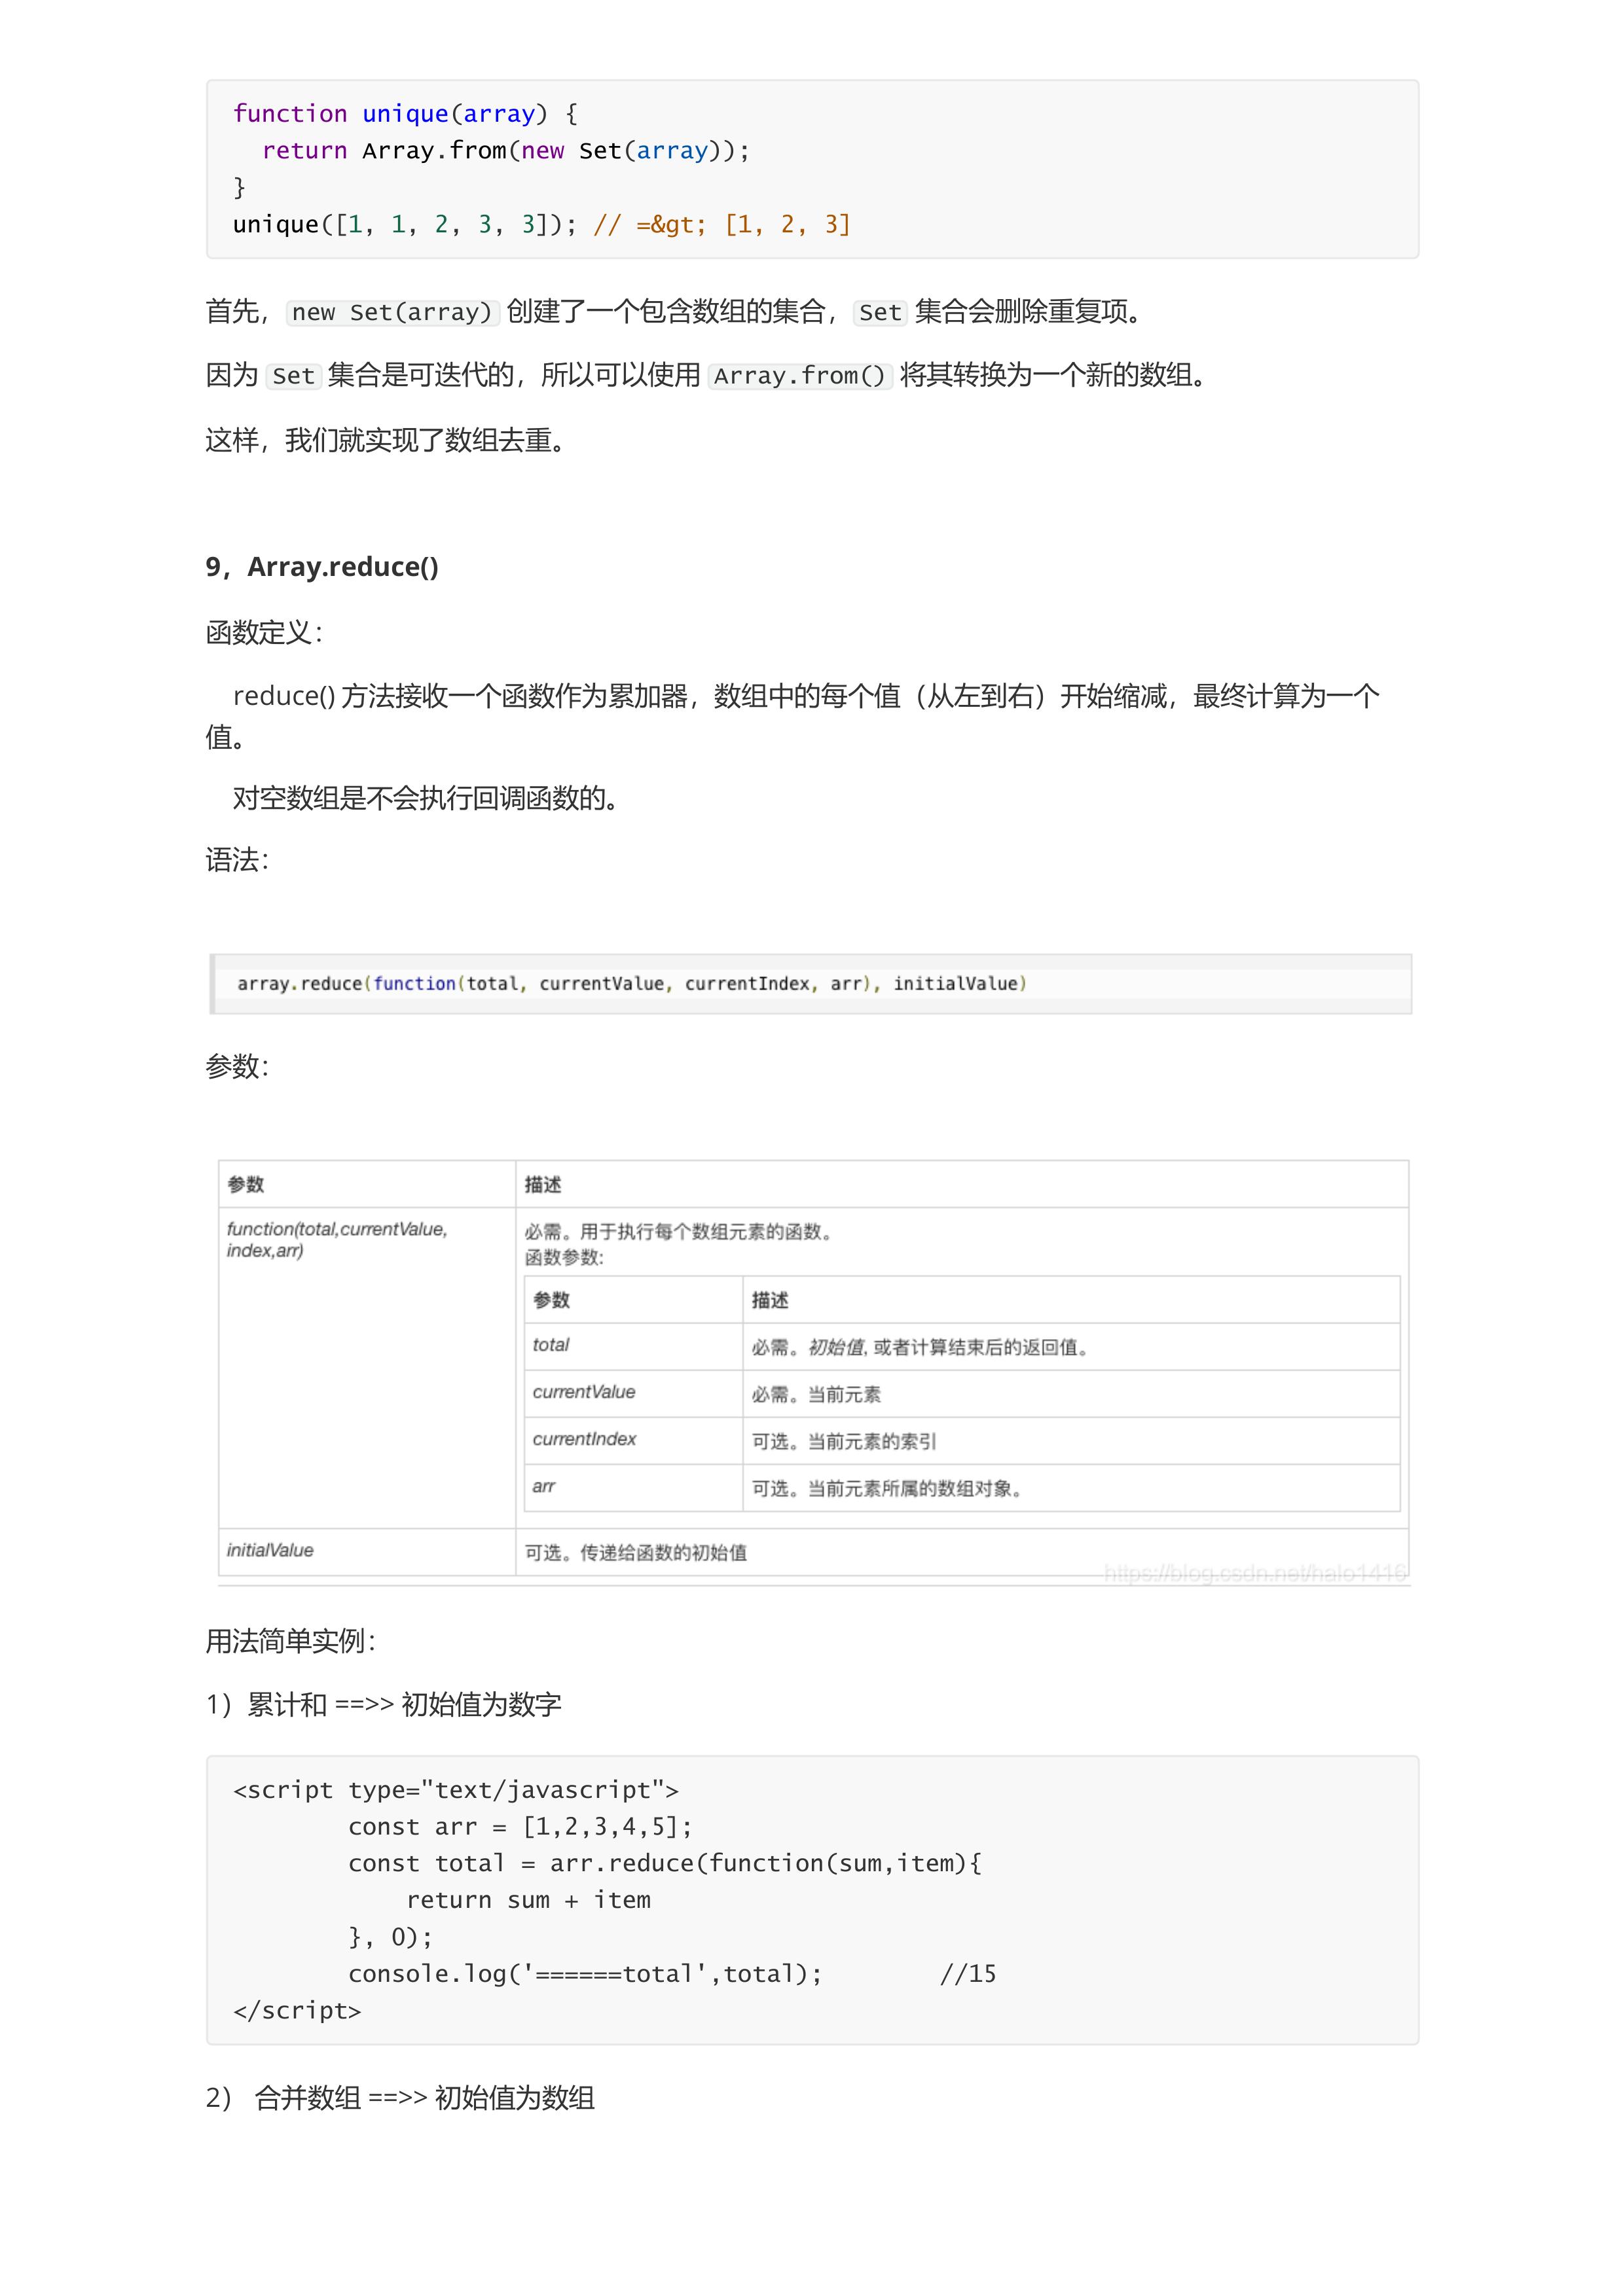 function unique(array) {
  return Array.from(new Set(array));
}
unique([1, 1, 2, 3, 3]); // =&gt; [1, 2, 3]
首先， new Set(array) 创建了一个包含数组的集合， Set 集合会删除重复项。
因为 Set 集合是可迭代的，所以可以使用 Array.from() 将其转换为一个新的数组。
这样，我们就实现了数组去重。
9，Array.reduce()
函数定义：
reduce() 方法接收一个函数作为累加器，数组中的每个值（从左到右）开始缩减，最终计算为一个
值。
对空数组是不会执行回调函数的。
语法：
array.reduce(function(total, currentValue, currentIndex, arr), initialValue)
参数：
参数 描述
function(total,currentValue, 必需。用于执行每个数组元素的函数。
index,arr) 函数参数:
参数 描述
total 必需。初始值, 或者计算结束后的返回值。
currentValue 必需。当前元素
currentIndex 可选。当前元素的索引
arr 可选。当前元素所属的数组对象。
initialValue 可选。传递给函数的初始值
https://blog.csdn.net/halo1416
用法简单实例：
1）累计和 ==>> 初始值为数字
<script type="text/javascript">
        const arr = [1,2,3,4,5];
        const total = arr.reduce(function(sum,item){
            return sum + item
        }, 0);
        console.log('======total',total);        //15
</script>
2） 合并数组 ==>> 初始值为数组